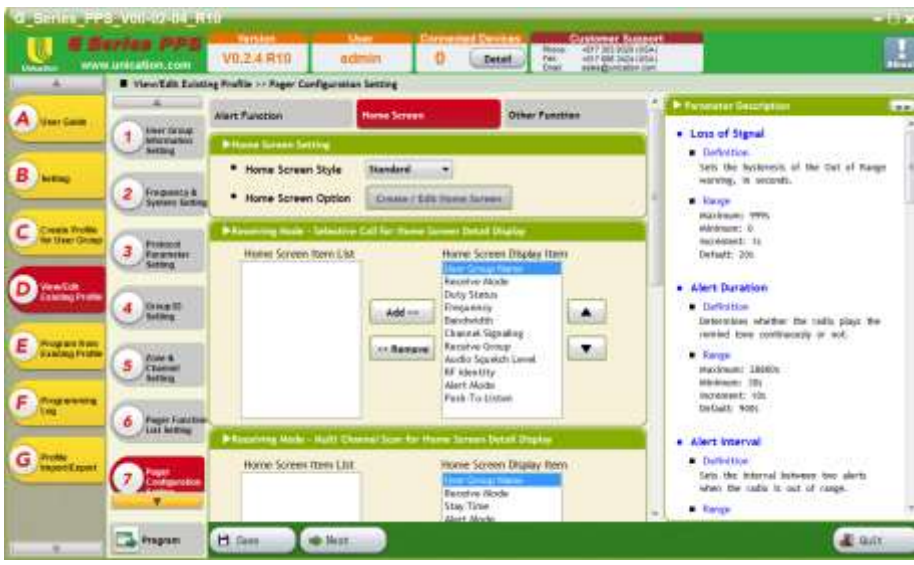 G_Series_PPS_V00-02-04_R10
G Series PPS
www.unication.com
Version
V0.2.4 R10
User
admin
Connected Devices
0
Detail
Customer Support
Phone:
Fax:
Email:
About
View/Edit Existing Profile >> Pager Configuration Setting
A User Guide
B Setting
C Create Profile for User Group
D View/Edit Existing Profile
E Program from Existing Profile
F Programming Log
G Profile Import/Export
1 User Group Information Setting
2 Frequency & System Setting
3 Protocol Parameter Setting
4 Group ID Setting
5 Zone & Channel Setting
6 Pager Function List Setting
7 Pager Configuration Setting
Program
Alert Function
Home Screen
Other Function
Home Screen Setting
Home Screen Style
Standard
Home Screen Option
Create / Edit Home Screen
Receiving Mode - Selective Call for Home Screen Detail Display
Home Screen Item List
Home Screen Display Item
User Group Name
Receive Mode
Duty Status
Frequency
Bandwidth
Channel Signaling
Receive Group
Audio Squelch Level
RF Identity
Alert Mode
Push To Listen
Add >>
<< Remove
Receiving Mode - Multi Channel Scan for Home Screen Detail Display
Home Screen Item List
Home Screen Display Item
User Group Name
Receive Mode
Stay Time
Alert Mode
Save
Next
Quit
Parameter Description
Loss of Signal
Definition
Sets the hysteresis of the Out of Range warning, in seconds.
Range
Maximum: 999s
Minimum: 0
Increment: 1s
Default: 20s
Alert Duration
Definition
Determines whether the radio plays the remind tone continuously or not.
Range
Maximum: 18000s
Minimum: 30s
Increment: 10s
Default: 900s
Alert Interval
Definition
Sets the interval between two alerts when the radio is out of range.
Range